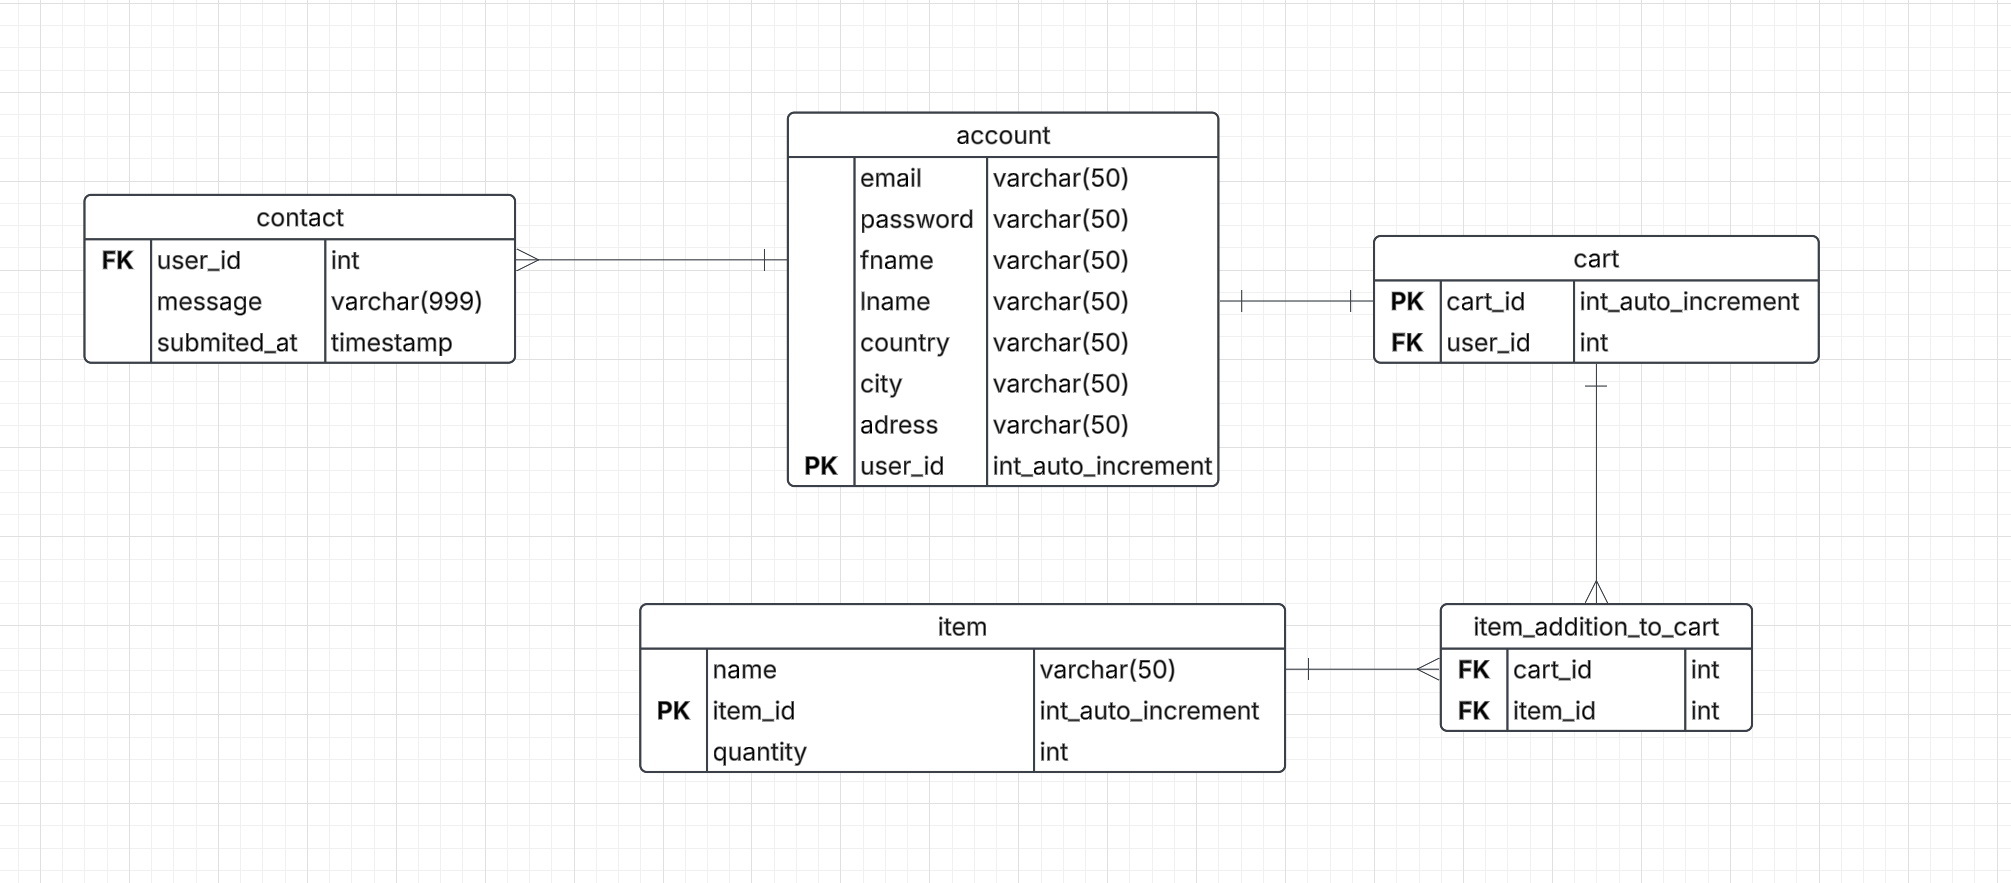 account
email varchar(50)
password varchar(50)
fname varchar(50)
lname varchar(50)
country varchar(50)
city varchar(50)
adress varchar(50)
PK user_id int_auto_increment
contact
FK user_id int
message varchar(999)
submited_at timestamp
cart
PK cart_id int_auto_increment
FK user_id int
item
name varchar(50)
PK item_id int_auto_increment
quantity int
item_addition_to_cart
FK cart_id int
FK item_id int